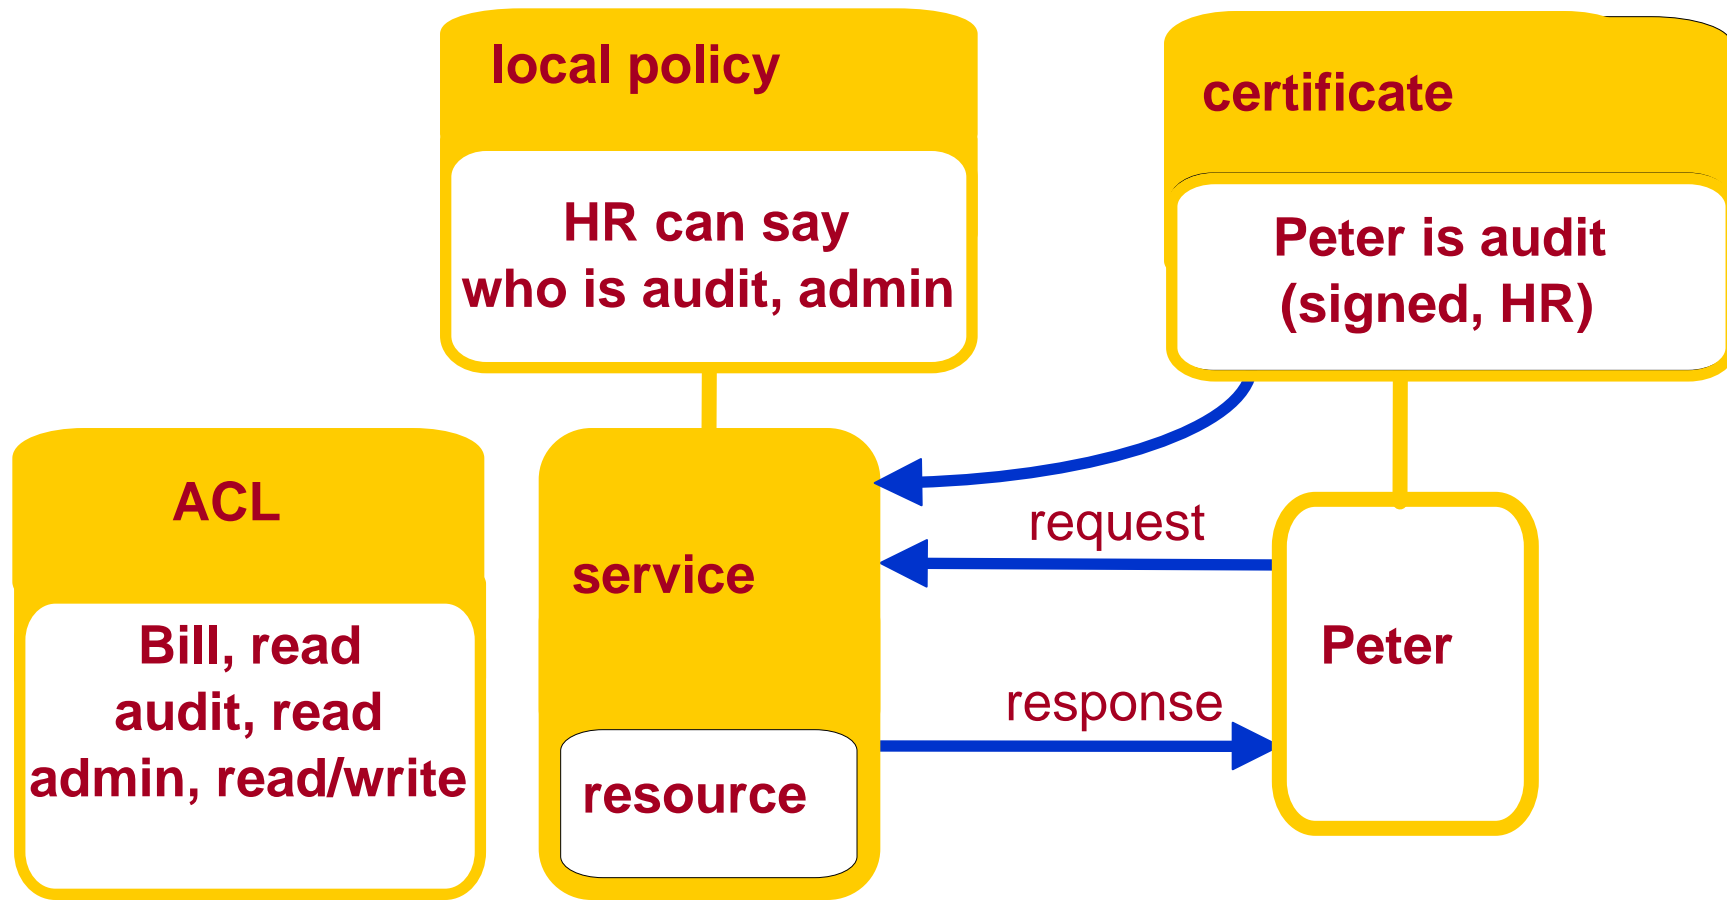 local policy
HR can say
who is audit, admin
certificate
Peter is audit
(signed, HR)
ACL
Bill, read
audit, read
admin, read/write
service
resource
request
response
Peter